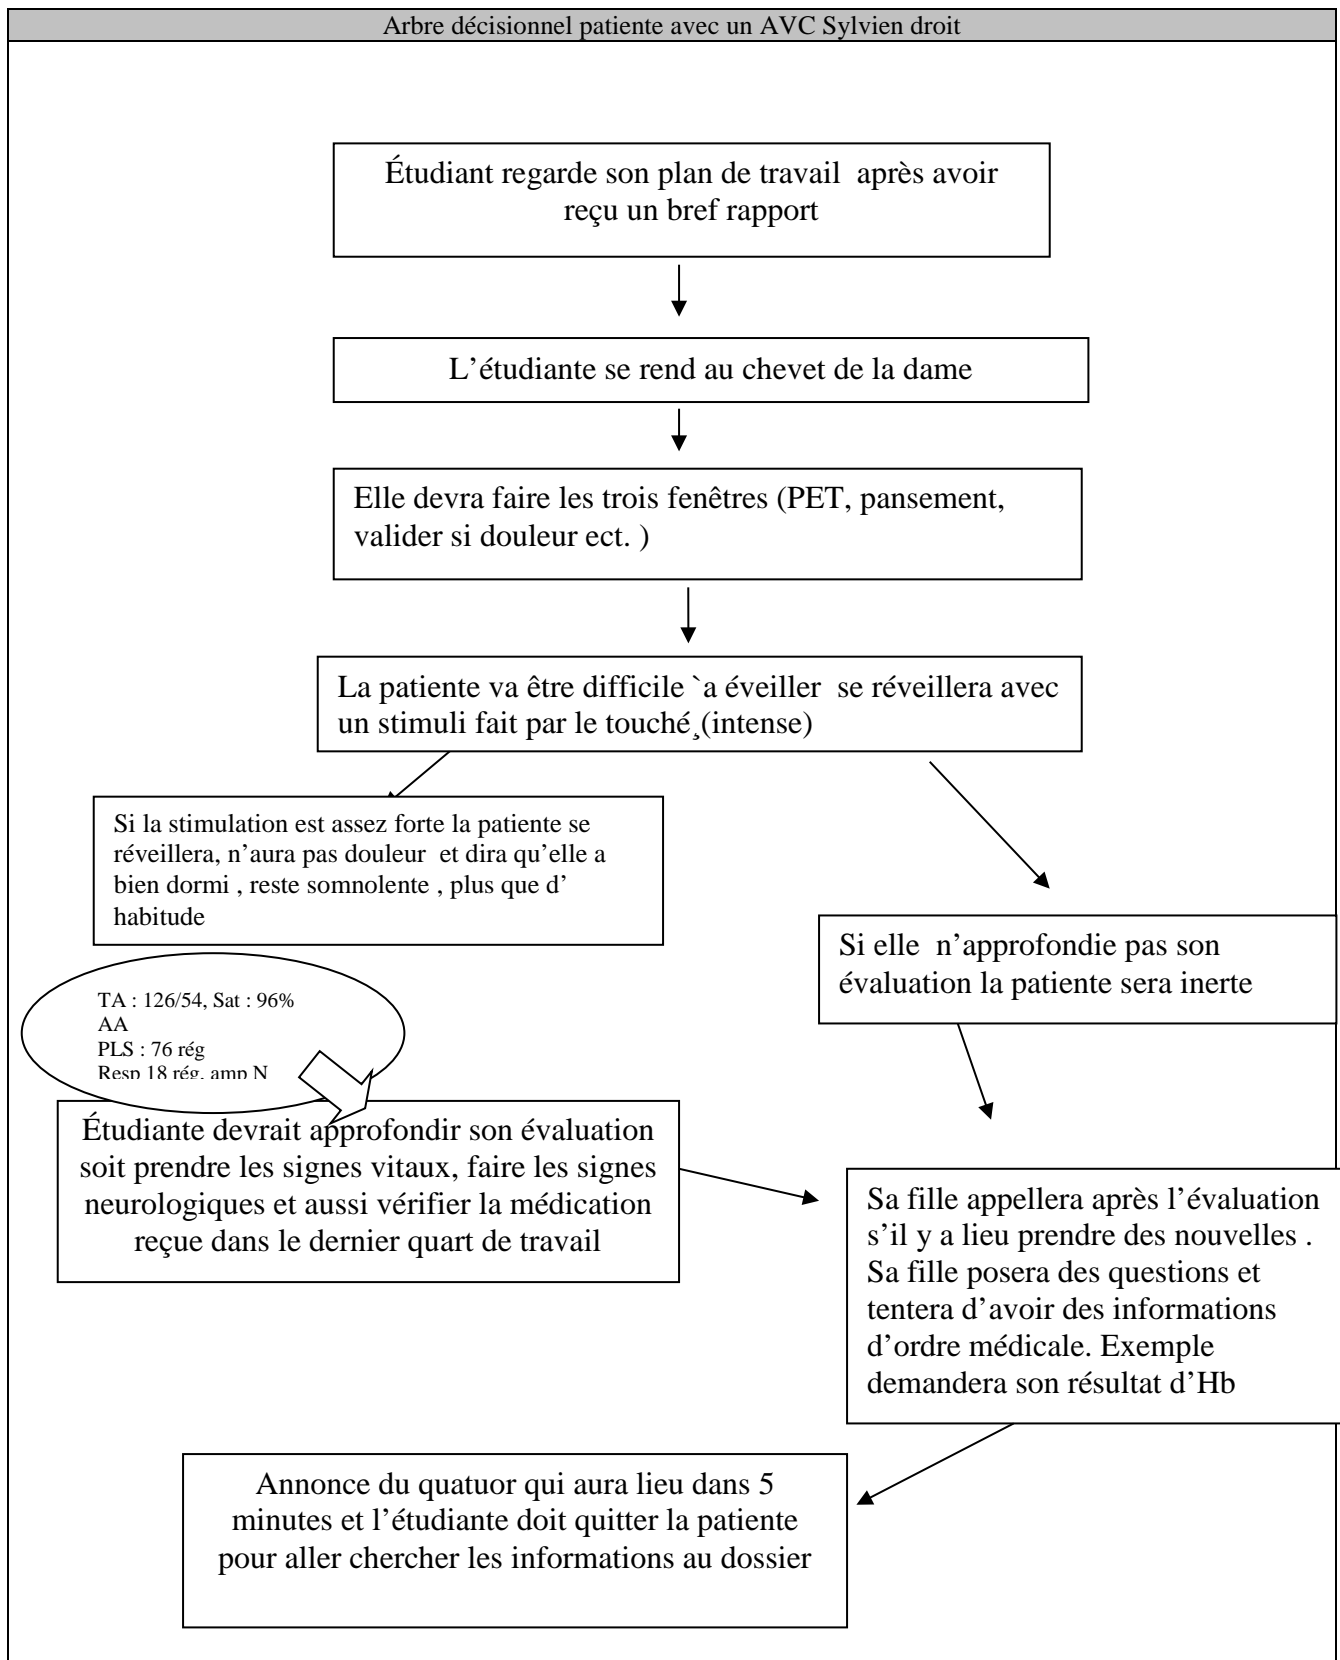 Arbre décisionnel patiente avec un AVC Sylvien droit
Étudiant regarde son plan de travail  après avoir
reçu un bref rapport
L’étudiante se rend au chevet de la dame
Elle devra faire les trois fenêtres (PET, pansement,
valider si douleur ect. )
La patiente va être difficile `a éveiller  se réveillera avec
un stimuli fait par le touché¸(intense)
Si la stimulation est assez forte la patiente se
réveillera, n’aura pas douleur  et dira qu’elle a
bien dormi , reste somnolente , plus que d’
habitude
Si elle  n’approfondie pas son
évaluation la patiente sera inerte
TA : 126/54, Sat : 96%
AA
PLS : 76 rég
Resp 18 rég. amp N
Étudiante devrait approfondir son évaluation
soit prendre les signes vitaux, faire les signes
neurologiques et aussi vérifier la médication
reçue dans le dernier quart de travail
Sa fille appellera après l’évaluation
s’il y a lieu prendre des nouvelles .
Sa fille posera des questions et
tentera d’avoir des informations
d’ordre médicale. Exemple
demandera son résultat d’Hb
Annonce du quatuor qui aura lieu dans 5
minutes et l’étudiante doit quitter la patiente
pour aller chercher les informations au dossier